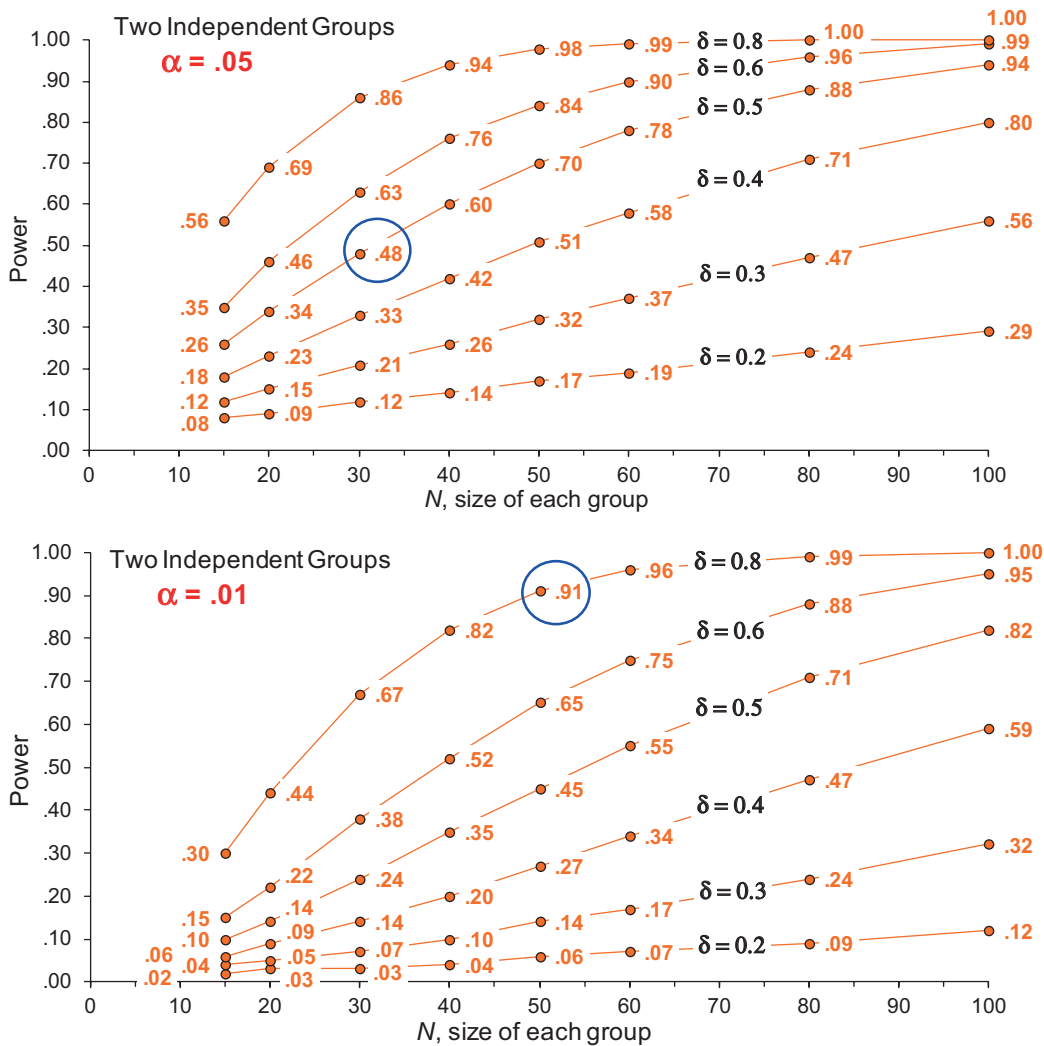 Two Independent Groups
α = .05
Power
1.00
.90
.80
.70
.60
.50
.40
.30
.20
.10
.00
.56 .69 .86 .94 .98 .99 δ = 0.8 1.00 1.00
.35 .46 .63 .76 .84 .90 δ = 0.6 .96 .99
.26 .34 .48 .60 .70 .78 δ = 0.5 .88 .94
.18 .23 .33 .42 .51 .58 δ = 0.4 .71 .80
.12 .15 .21 .26 .32 .37 δ = 0.3 .47 .56
.08 .09 .12 .14 .17 .19 δ = 0.2 .24 .29
0 10 20 30 40 50 60 70 80 90 100
N, size of each group
Two Independent Groups
α = .01
Power
1.00
.90
.80
.70
.60
.50
.40
.30
.20
.10
.00
.30 .44 .67 .82 .91 .96 δ = 0.8 .99 1.00
.15 .22 .38 .52 .65 .75 δ = 0.6 .88 .95
.10 .14 .24 .35 .45 .55 δ = 0.5 .71 .82
.06 .09 .14 .20 .27 .34 δ = 0.4 .47 .59
.04 .05 .07 .10 .14 .17 δ = 0.3 .24 .32
.02 .03 .03 .04 .06 .07 δ = 0.2 .09 .12
0 10 20 30 40 50 60 70 80 90 100
N, size of each group